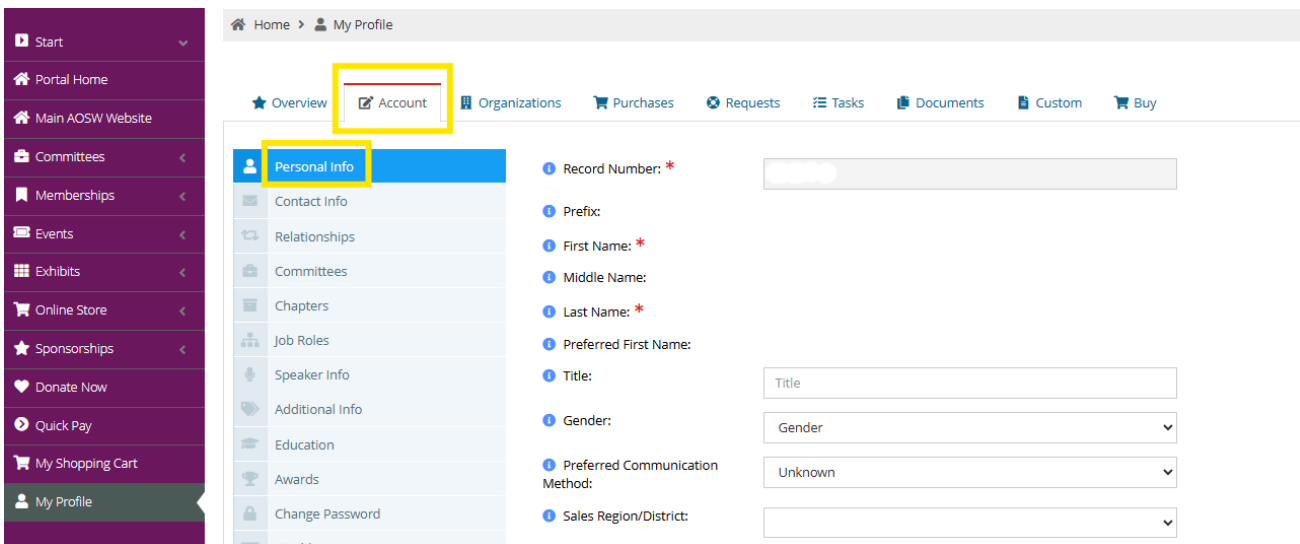 Start
Portal Home
Main AOSW Website
Committees
Memberships
Events
Exhibits
Online Store
Sponsorships
Donate Now
Quick Pay
My Shopping Cart
My Profile
Home > My Profile
Overview Account Organizations Purchases Requests Tasks Documents Custom Buy
Personal Info
Contact Info
Relationships
Committees
Chapters
Job Roles
Speaker Info
Additional Info
Education
Awards
Change Password
Record Number: *
Prefix:
First Name: *
Middle Name:
Last Name: *
Preferred First Name:
Title: Title
Gender: Gender
Preferred Communication
Method: Unknown
Sales Region/District: